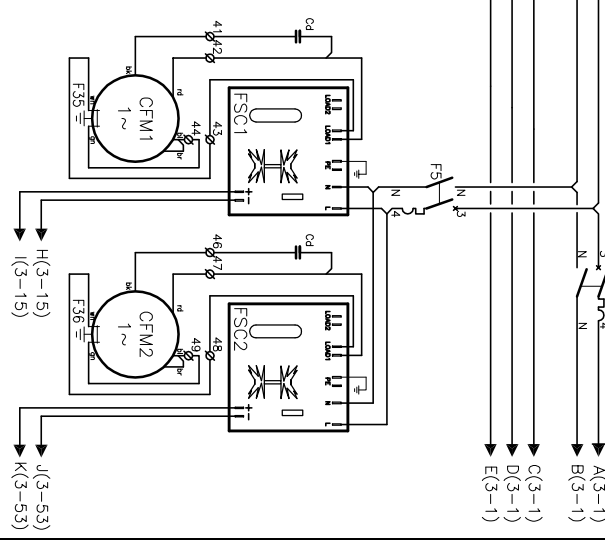 41
42
Cd
bk
rd
LOAD2
LOAD1
PE
N
L
FSC1
CFM1
1~
F35
wh
gn
bl
br
44
43
F5
N
N
4
3
3
N
N
4
+
−
I(3-15)
H(3-15)
46
47
Cd
bk
rd
LOAD2
LOAD1
PE
N
L
FSC2
CFM2
1~
F36
wh
gn
bl
br
49
48
+
−
K(3-53)
J(3-53)
E(3-1)
D(3-1)
C(3-1)
B(3-1)
A(3-1)